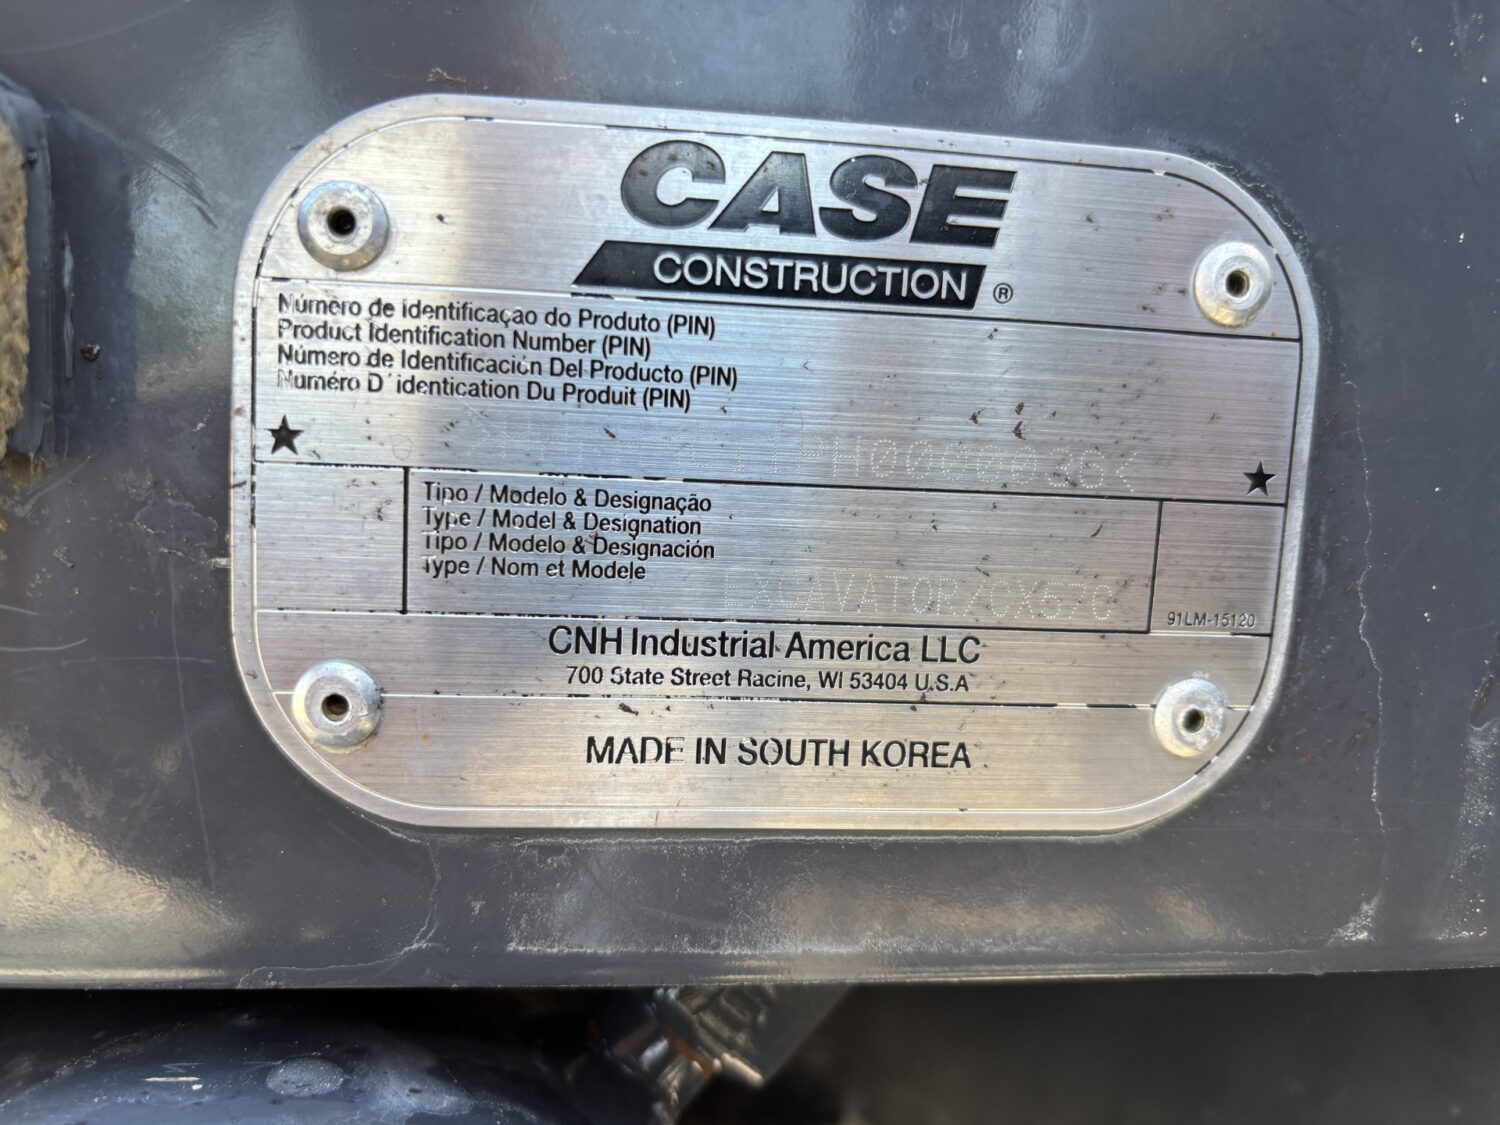 CASE
CONSTRUCTION ®
Número de Identificaçao do Produto (PIN)
Product Identification Number (PIN)
Número de Identificación Del Producto (PIN)
Numéro D´identication Du Produit (PIN)
Tipo / Modelo & Designação
Type / Model & Designation
Tipo / Modelo & Designación
Type / Nom et Modele
EXCAVATOR/CX57C
91LM-15120
CNH Industrial America LLC
700 State Street Racine, WI 53404 U.S.A
MADE IN SOUTH KOREA